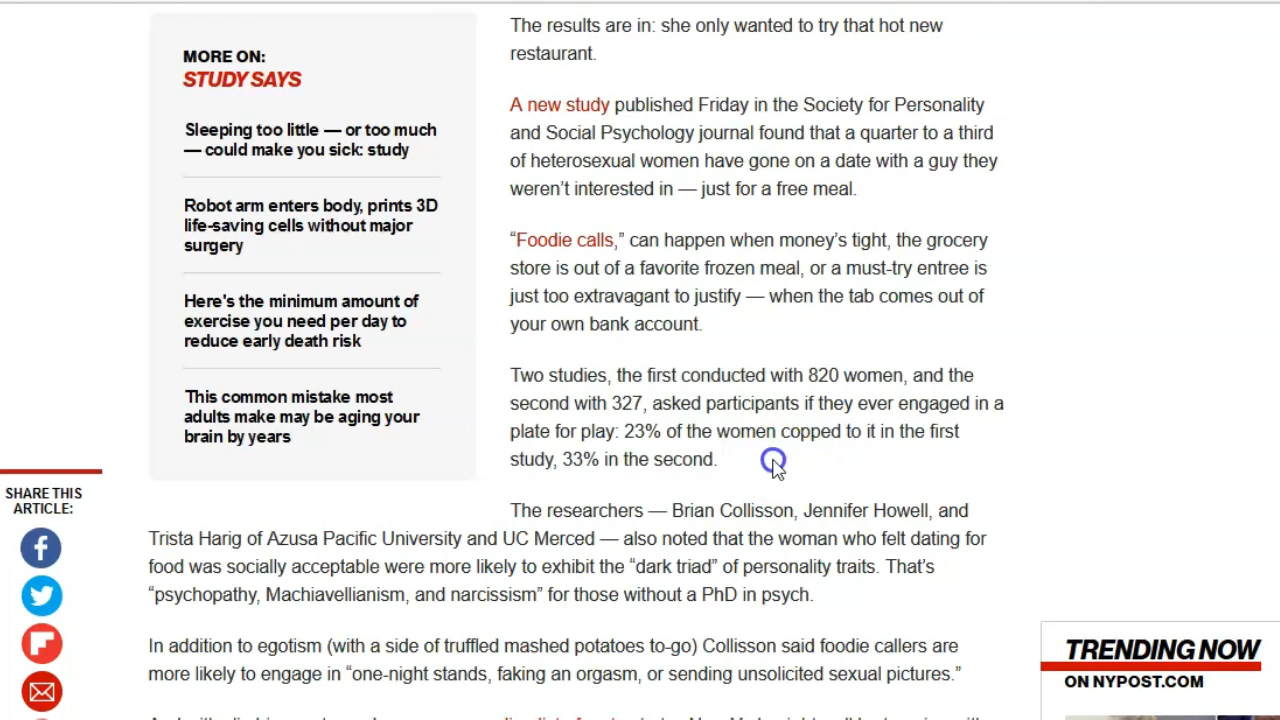 MORE ON:
STUDY SAYS
Sleeping too little — or too much
— could make you sick: study
Robot arm enters body, prints 3D
life-saving cells without major
surgery
Here's the minimum amount of
exercise you need per day to
reduce early death risk
This common mistake most
adults make may be aging your
brain by years
The results are in: she only wanted to try that hot new
restaurant.
A new study published Friday in the Society for Personality
and Social Psychology journal found that a quarter to a third
of heterosexual women have gone on a date with a guy they
weren’t interested in — just for a free meal.
“Foodie calls,” can happen when money’s tight, the grocery
store is out of a favorite frozen meal, or a must-try entree is
just too extravagant to justify — when the tab comes out of
your own bank account.
Two studies, the first conducted with 820 women, and the
second with 327, asked participants if they ever engaged in a
plate for play: 23% of the women copped to it in the first
study, 33% in the second.
The researchers — Brian Collisson, Jennifer Howell, and
Trista Harig of Azusa Pacific University and UC Merced — also noted that the woman who felt dating for
food was socially acceptable were more likely to exhibit the “dark triad” of personality traits. That’s
“psychopathy, Machiavellianism, and narcissism” for those without a PhD in psych.
In addition to egotism (with a side of truffled mashed potatoes to-go) Collisson said foodie callers are
more likely to engage in “one-night stands, faking an orgasm, or sending unsolicited sexual pictures.”
SHARE THIS
ARTICLE:
TRENDING NOW
ON NYPOST.COM